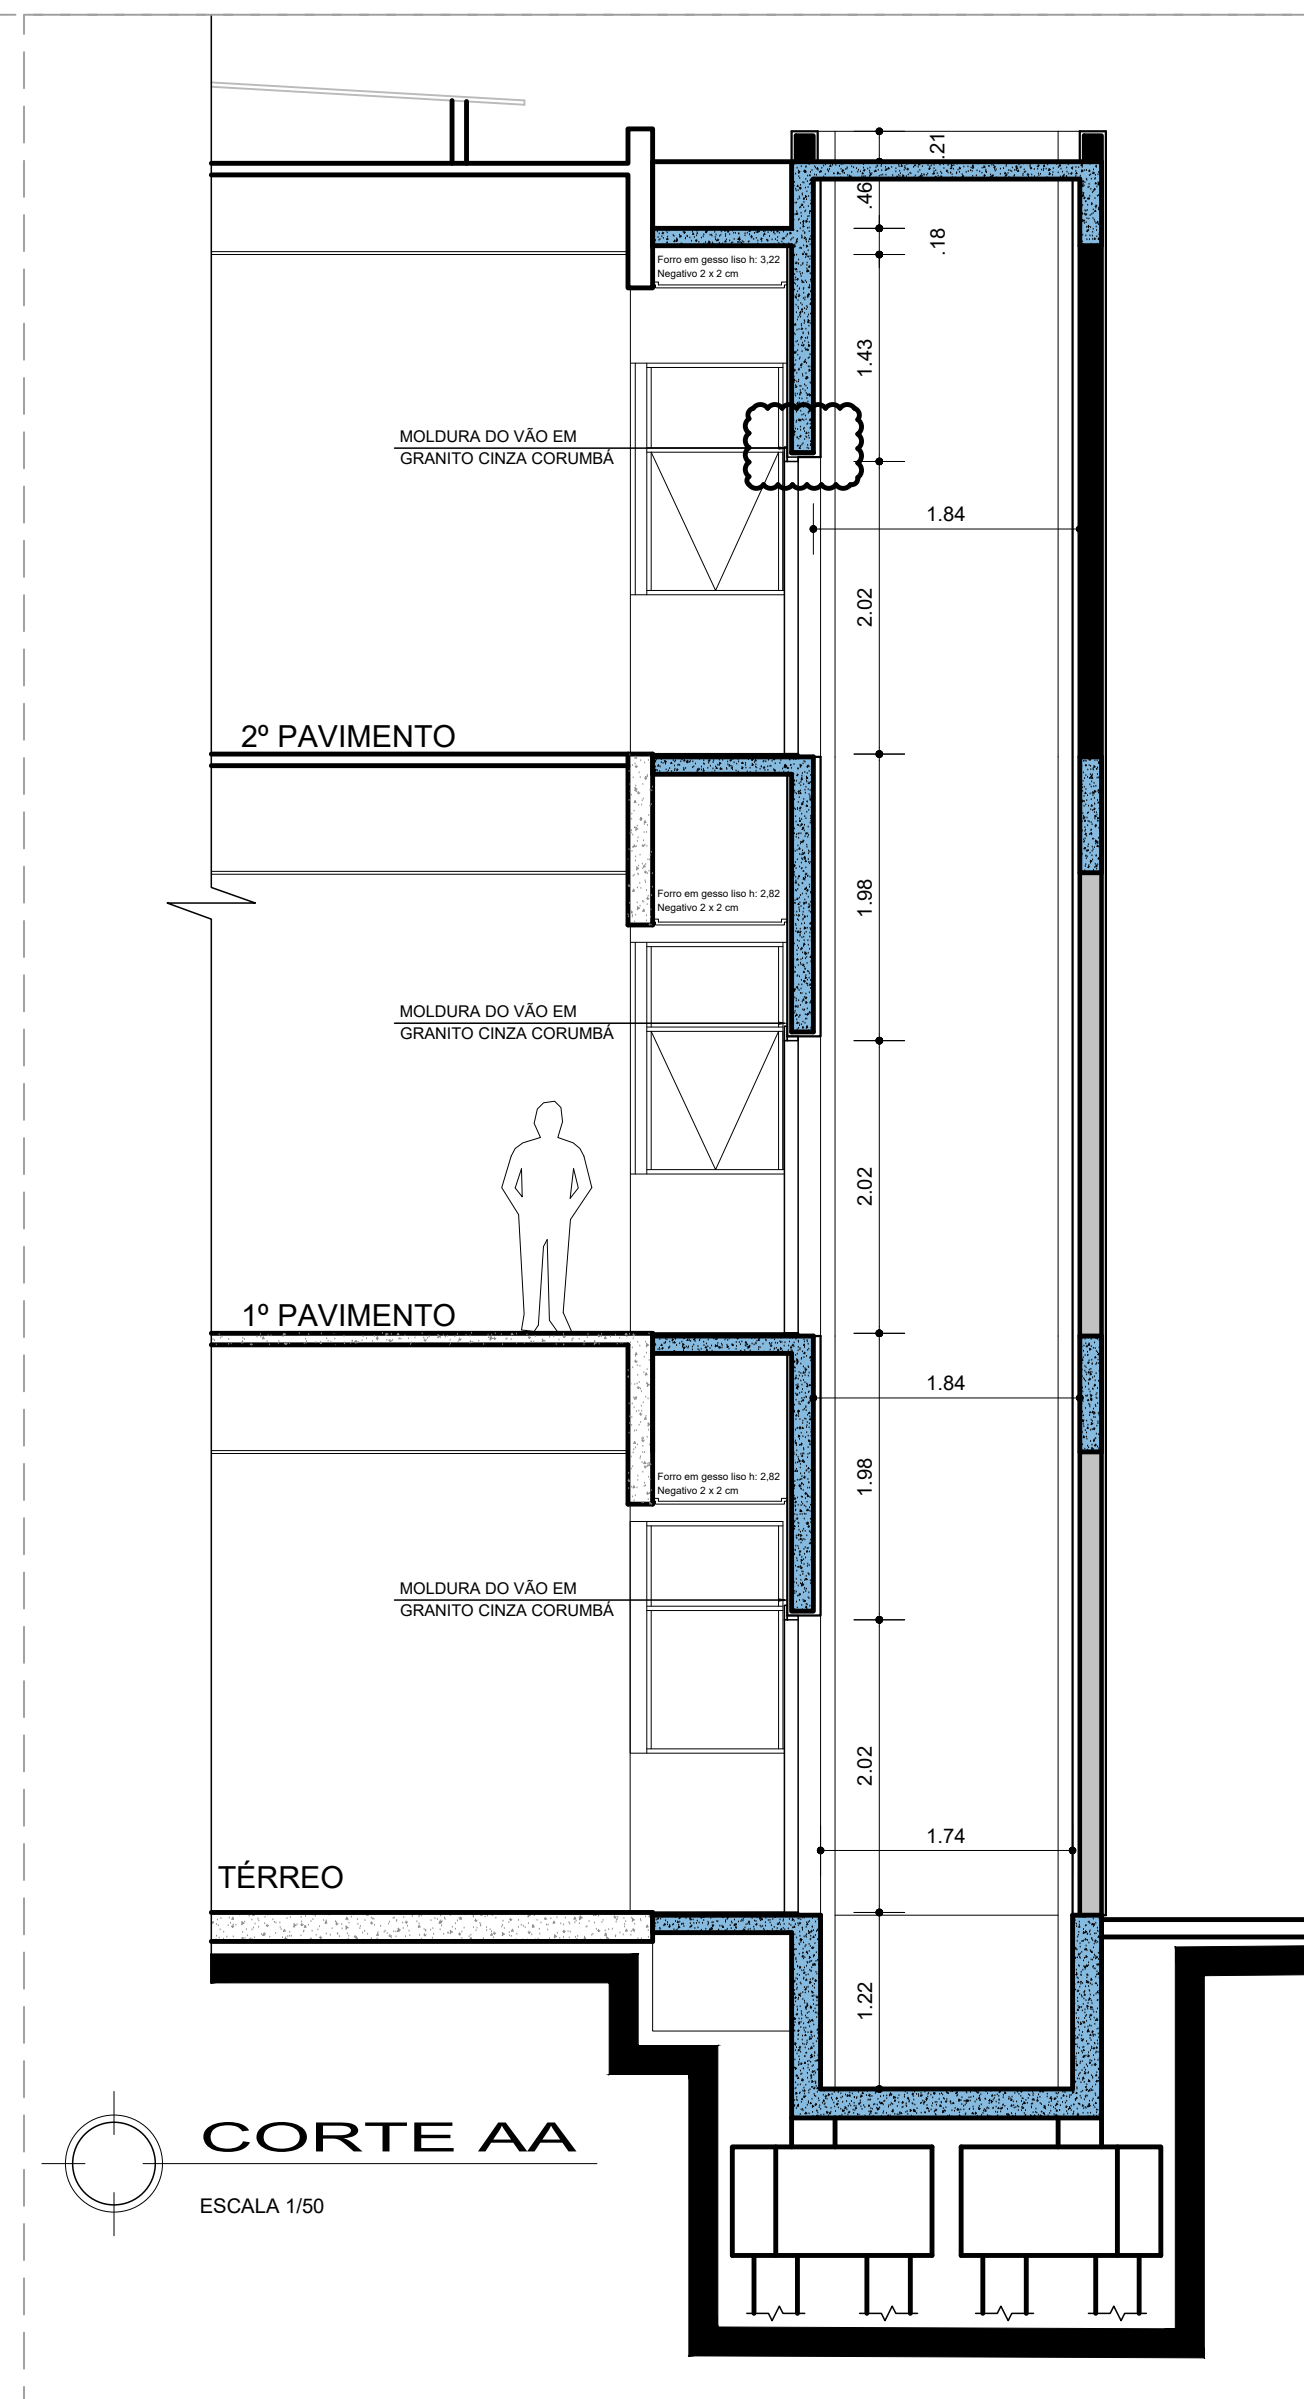 .21
.46
.18
Forro em gesso liso h: 3,22
Negativo 2 x 2 cm
1.43
MOLDURA DO VÃO EM
GRANITO CINZA CORUMBÁ
1.84
2.02
2º PAVIMENTO
1.98
Forro em gesso liso h: 2,82
Negativo 2 x 2 cm
MOLDURA DO VÃO EM
GRANITO CINZA CORUMBÁ
2.02
1º PAVIMENTO
1.84
1.98
Forro em gesso liso h: 2,82
Negativo 2 x 2 cm
MOLDURA DO VÃO EM
GRANITO CINZA CORUMBÁ
2.02
1.74
TÉRREO
1.22
CORTE AA
ESCALA 1/50